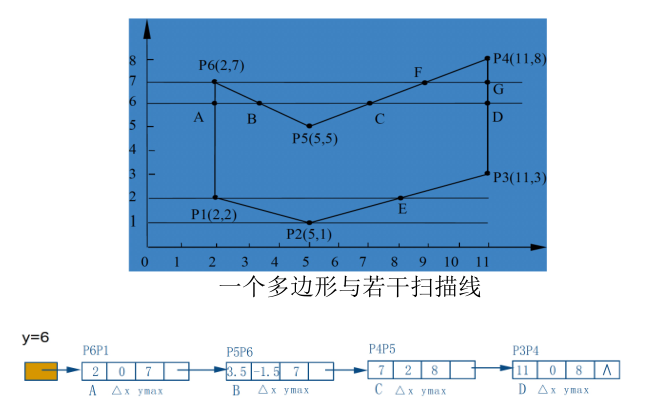 8
P4(11,8)
P6(2,7)
F
7
G
6
A
B
C
D
5
P5(5,5)
4
3
P3(11,3)
2
P1(2,2)
E
1
P2(5,1)
0 1 2 3 4 5 6 7 8 9 10 11
一个多边形与若干扫描线
y=6
P6P1 P5P6 P4P5 P3P4
2 0 7 3.5 -1.5 7 7 2 8 11 0 8 Λ
A △x ymax B △x ymax C △x ymax D △x ymax